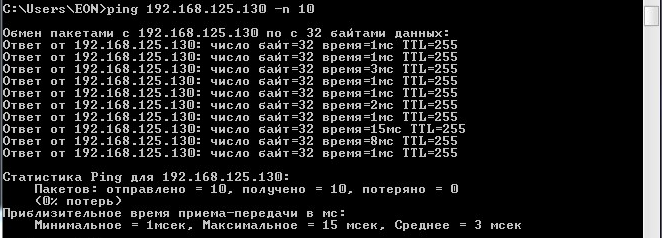 C:\Users\EON>ping 192.168.125.130 -n 10
Обмен пакетами с 192.168.125.130 по с 32 байтами данных:
Ответ от 192.168.125.130: число байт=32 время=1мс TTL=255
Ответ от 192.168.125.130: число байт=32 время=1мс TTL=255
Ответ от 192.168.125.130: число байт=32 время=3мс TTL=255
Ответ от 192.168.125.130: число байт=32 время=1мс TTL=255
Ответ от 192.168.125.130: число байт=32 время=1мс TTL=255
Ответ от 192.168.125.130: число байт=32 время=2мс TTL=255
Ответ от 192.168.125.130: число байт=32 время=1мс TTL=255
Ответ от 192.168.125.130: число байт=32 время=15мс TTL=255
Ответ от 192.168.125.130: число байт=32 время=8мс TTL=255
Ответ от 192.168.125.130: число байт=32 время=1мс TTL=255
Статистика Ping для 192.168.125.130:
Пакетов: отправлено = 10, получено = 10, потеряно = 0
(0% потерь)
Приблизительное время приема-передачи в мс:
Минимальное = 1мсек, Максимальное = 15 мсек, Среднее = 3 мсек